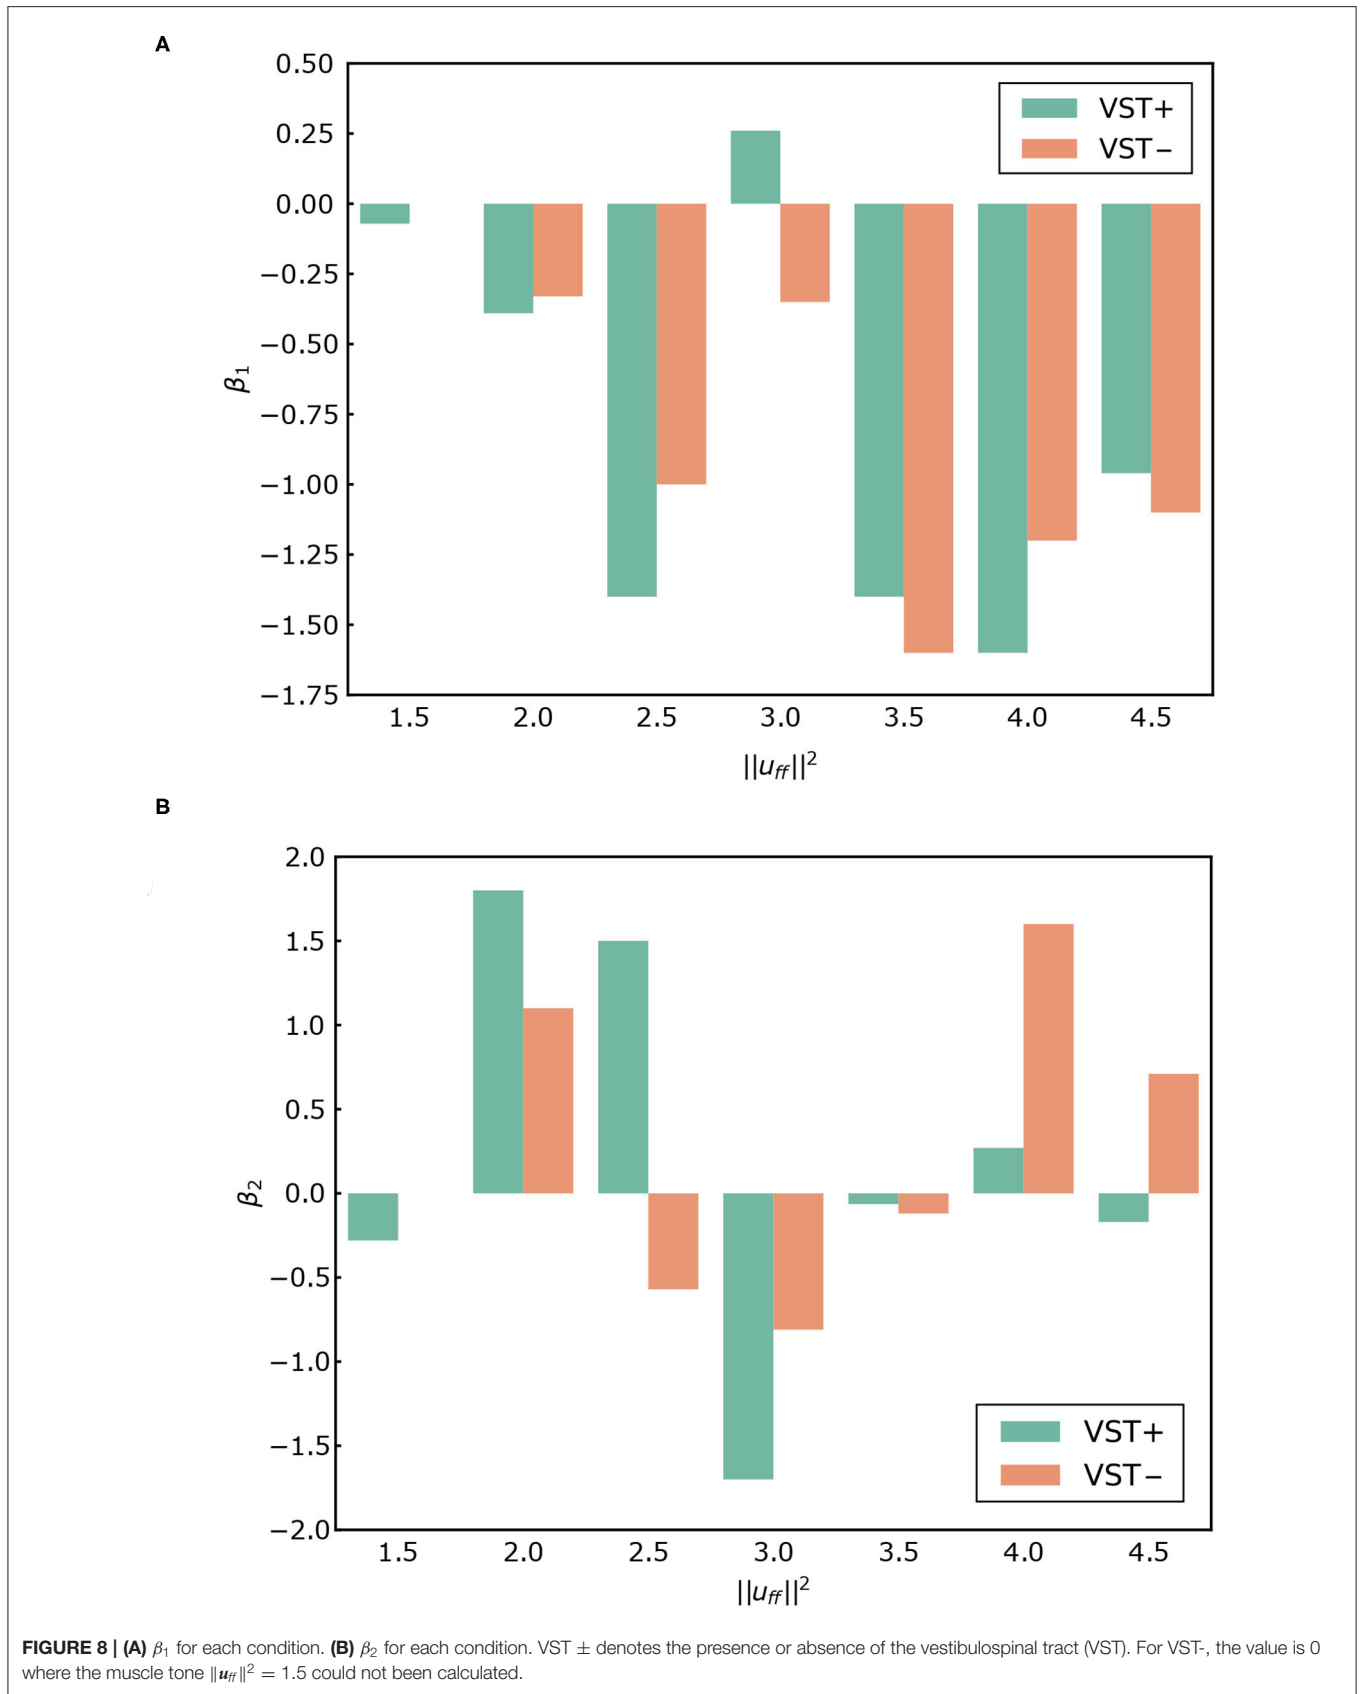 A
0.50
0.25
0.00
−0.25
−0.50
−0.75
−1.00
−1.25
−1.50
−1.75
β₁
VST+
VST−
1.5 2.0 2.5 3.0 3.5 4.0 4.5
||u_ff||²
B
2.0
1.5
1.0
0.5
0.0
−0.5
−1.0
−1.5
−2.0
β₂
VST+
VST−
1.5 2.0 2.5 3.0 3.5 4.0 4.5
||u_ff||²
FIGURE 8 | (A) β₁ for each condition. (B) β₂ for each condition. VST ± denotes the presence or absence of the vestibulospinal tract (VST). For VST-, the value is 0
where the muscle tone ‖u_ff‖² = 1.5 could not been calculated.